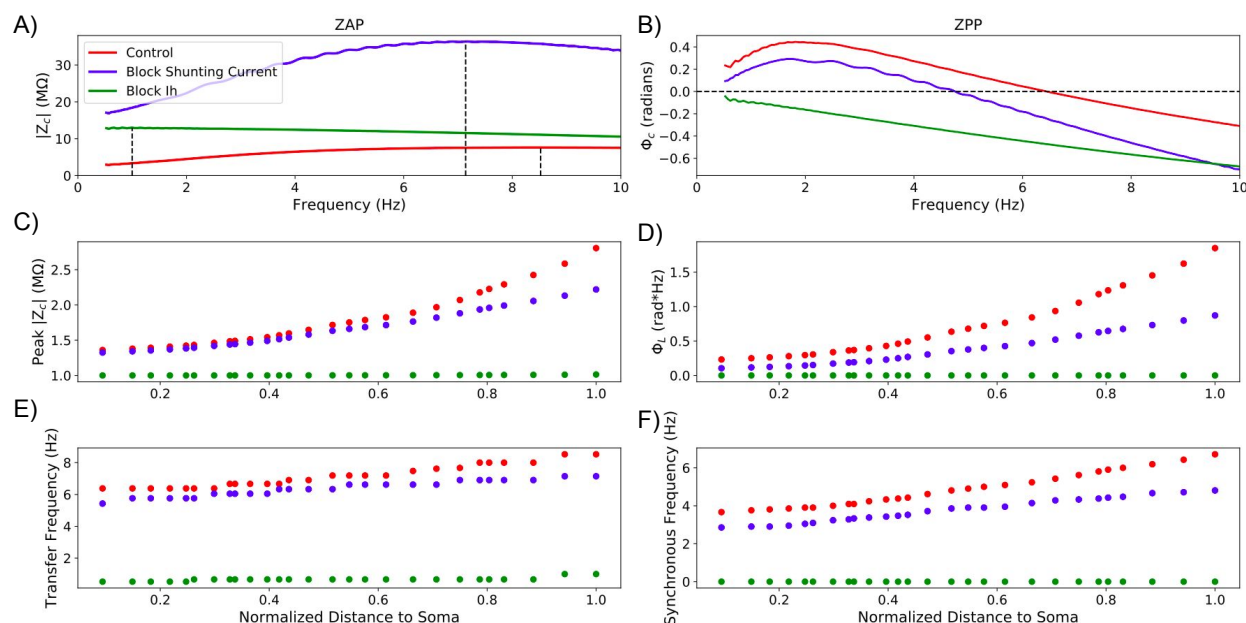 A)
ZAP
|Z_c| (MΩ)
30
20
10
0
Control
Block Shunting Current
Block Ih
0 2 4 6 8 10
Frequency (Hz)
B)
ZPP
Φ_c (radians)
0.4
0.2
0.0
−0.2
−0.4
−0.6
0 2 4 6 8 10
Frequency (Hz)
C)
Peak |Z_c| (MΩ)
2.5
2.0
1.5
1.0
0.2 0.4 0.6 0.8 1.0
D)
Φ_L (rad*Hz)
1.5
1.0
0.5
0.0
0.2 0.4 0.6 0.8 1.0
E)
Transfer Frequency (Hz)
8
6
4
2
0.2 0.4 0.6 0.8 1.0
Normalized Distance to Soma
F)
Synchronous Frequency (Hz)
6
4
2
0
0.2 0.4 0.6 0.8 1.0
Normalized Distance to Soma